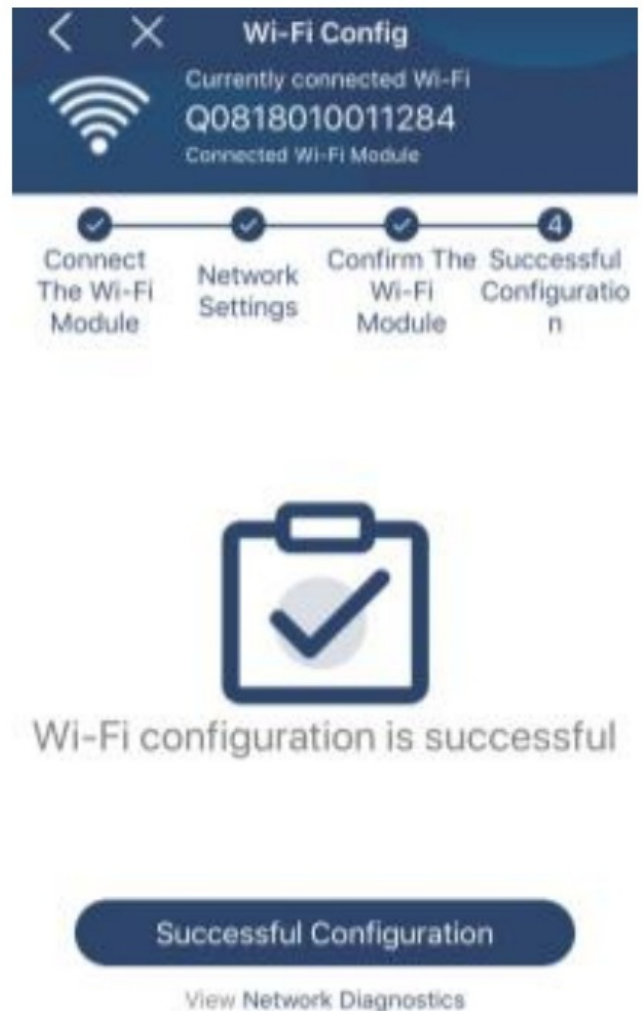 Wi-Fi Config
Currently connected Wi-Fi
Q0818010011284
Connected Wi-Fi Module
4
Connect
The Wi-Fi
Module
Network
Settings
Confirm The
Wi-Fi
Module
Successful
Configuratio
n
Wi-Fi configuration is successful
Successful Configuration
View Network Diagnostics